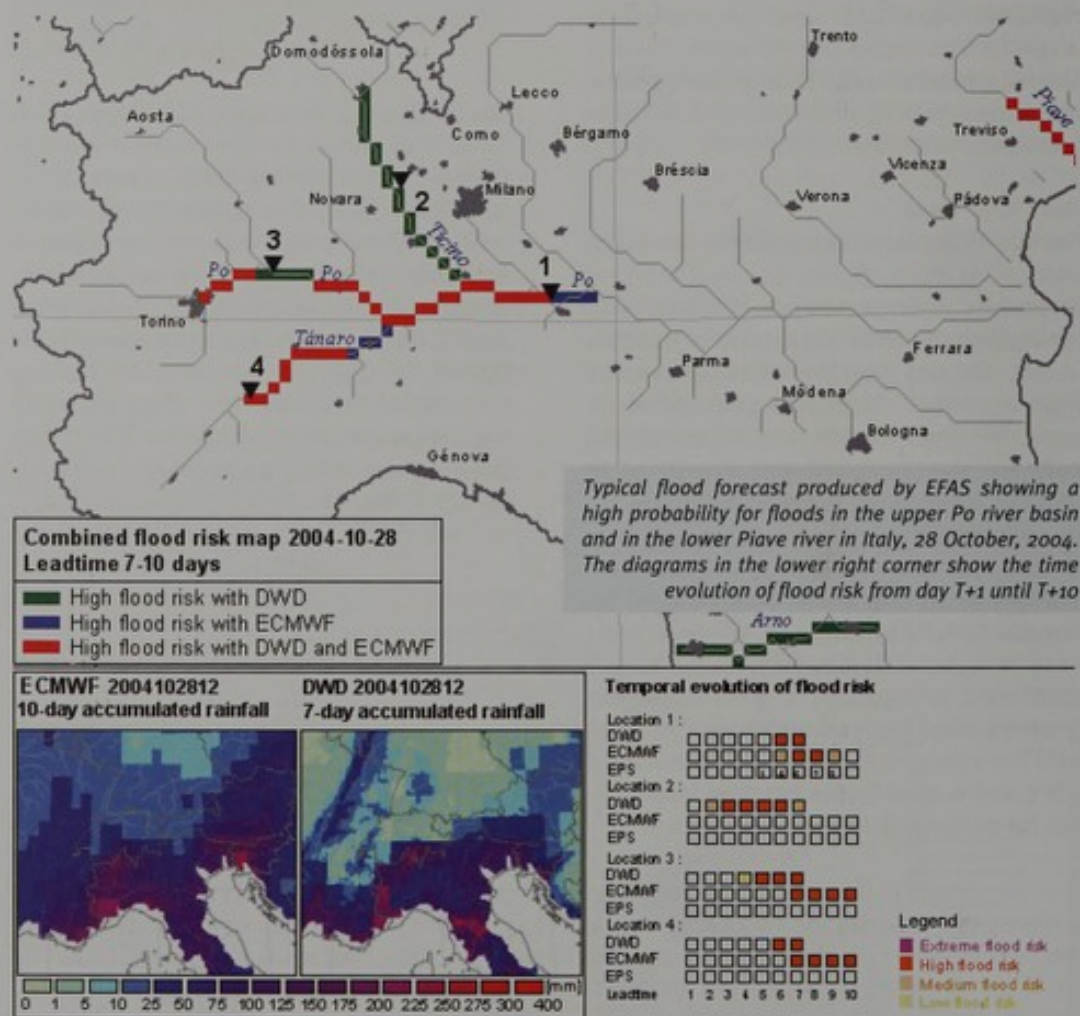 Domodóssola
Trento
Aosta
Lecco
Como
Bérgamo
Piave
Treviso
Bréscia
Vicenza
Novara
Milano
Verona
Pádova
2
Ticino
3
Po
Po
1
Po
Torino
Tánaro
4
Parma
Ferrara
Módena
Bologna
Génova
Typical flood forecast produced by EFAS showing a
high probability for floods in the upper Po river basin
and in the lower Piave river in Italy, 28 October, 2004.
The diagrams in the lower right corner show the time
evolution of flood risk from day T+1 until T+10
Combined flood risk map 2004-10-28
Leadtime 7-10 days
High flood risk with DWD
High flood risk with ECMWF
High flood risk with DWD and ECMWF
Arno
ECMWF 2004102812
10-day accumulated rainfall
DWD 2004102812
7-day accumulated rainfall
[mm]
0 1 5 10 25 50 75 100 125 150 175 200 225 250 275 300 400
Temporal evolution of flood risk
Location 1 :
DWD
ECMWF
EPS
Location 2 :
DWD
ECMWF
EPS
Location 3 :
DWD
ECMWF
EPS
Location 4 :
DWD
ECMWF
EPS
Leadtime 1 2 3 4 5 6 7 8 9 10
Legend
Extreme flood risk
High flood risk
Medium flood risk
Low flood risk